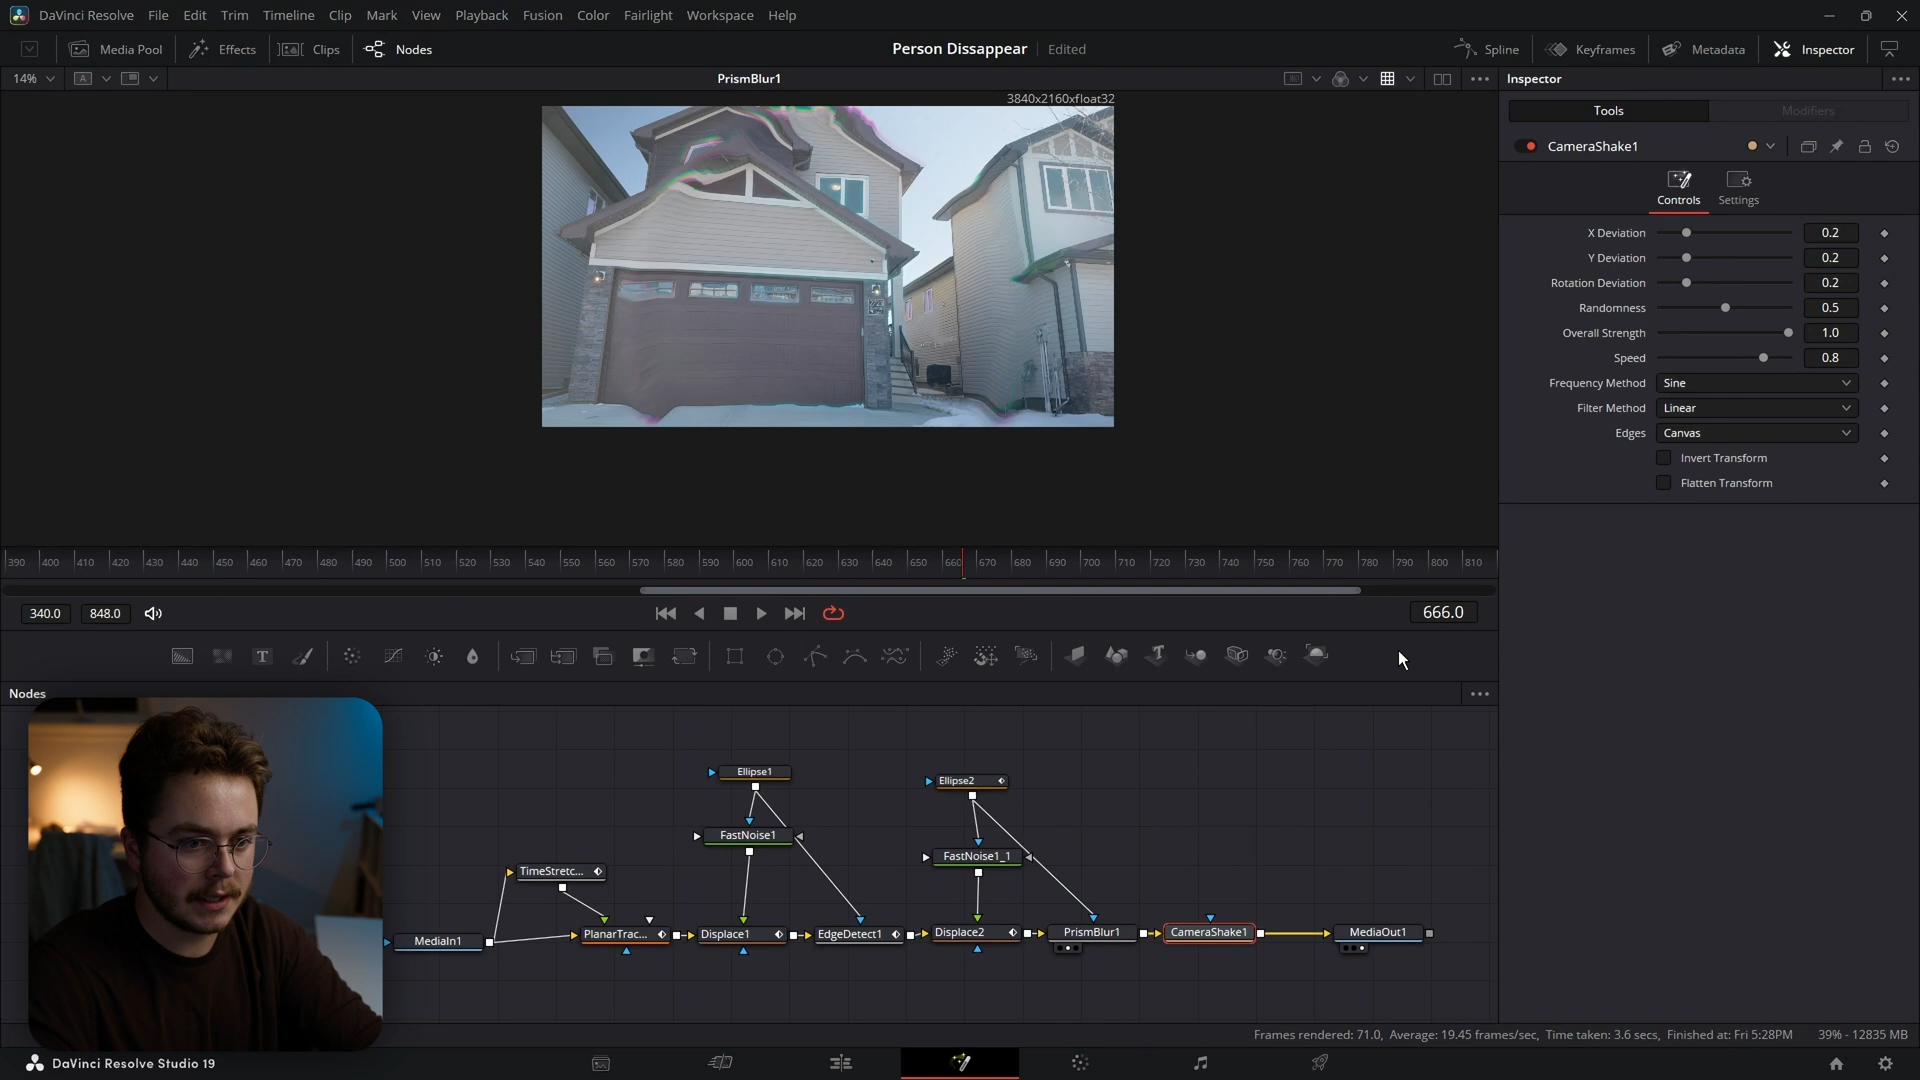 DaVinci Resolve File Edit Trim Timeline Clip Mark View Playback Fusion Color Fairlight Workspace Help
Media Pool Effects Clips Nodes Person Dissappear Edited Spline Keyframes Metadata Inspector
14% A PrismBlur1 Inspector
3840x2160xfloat32
Tools Modifiers
CameraShake1
Controls Settings
X Deviation 0.2
Y Deviation 0.2
Rotation Deviation 0.2
Randomness 0.5
Overall Strength 1.0
Speed 0.8
Frequency Method Sine
Filter Method Linear
Edges Canvas
Invert Transform
Flatten Transform
390 400 410 420 430 440 450 460 470 480 490 500 510 520 530 540 550 560 570 580 590 600 610 620 630 640 650 660 670 680 690 700 710 720 730 740 750 760 770 780 790 800 810
340.0 848.0 666.0
T
Nodes
Ellipse1
Ellipse2
FastNoise1
FastNoise1_1
TimeStretc...
MediaIn1 PlanarTrac... Displace1 EdgeDetect1 Displace2 PrismBlur1 CameraShake1 MediaOut1
Frames rendered: 71.0, Average: 19.45 frames/sec, Time taken: 3.6 secs, Finished at: Fri 5:28PM 39% - 12835 MB
DaVinci Resolve Studio 19